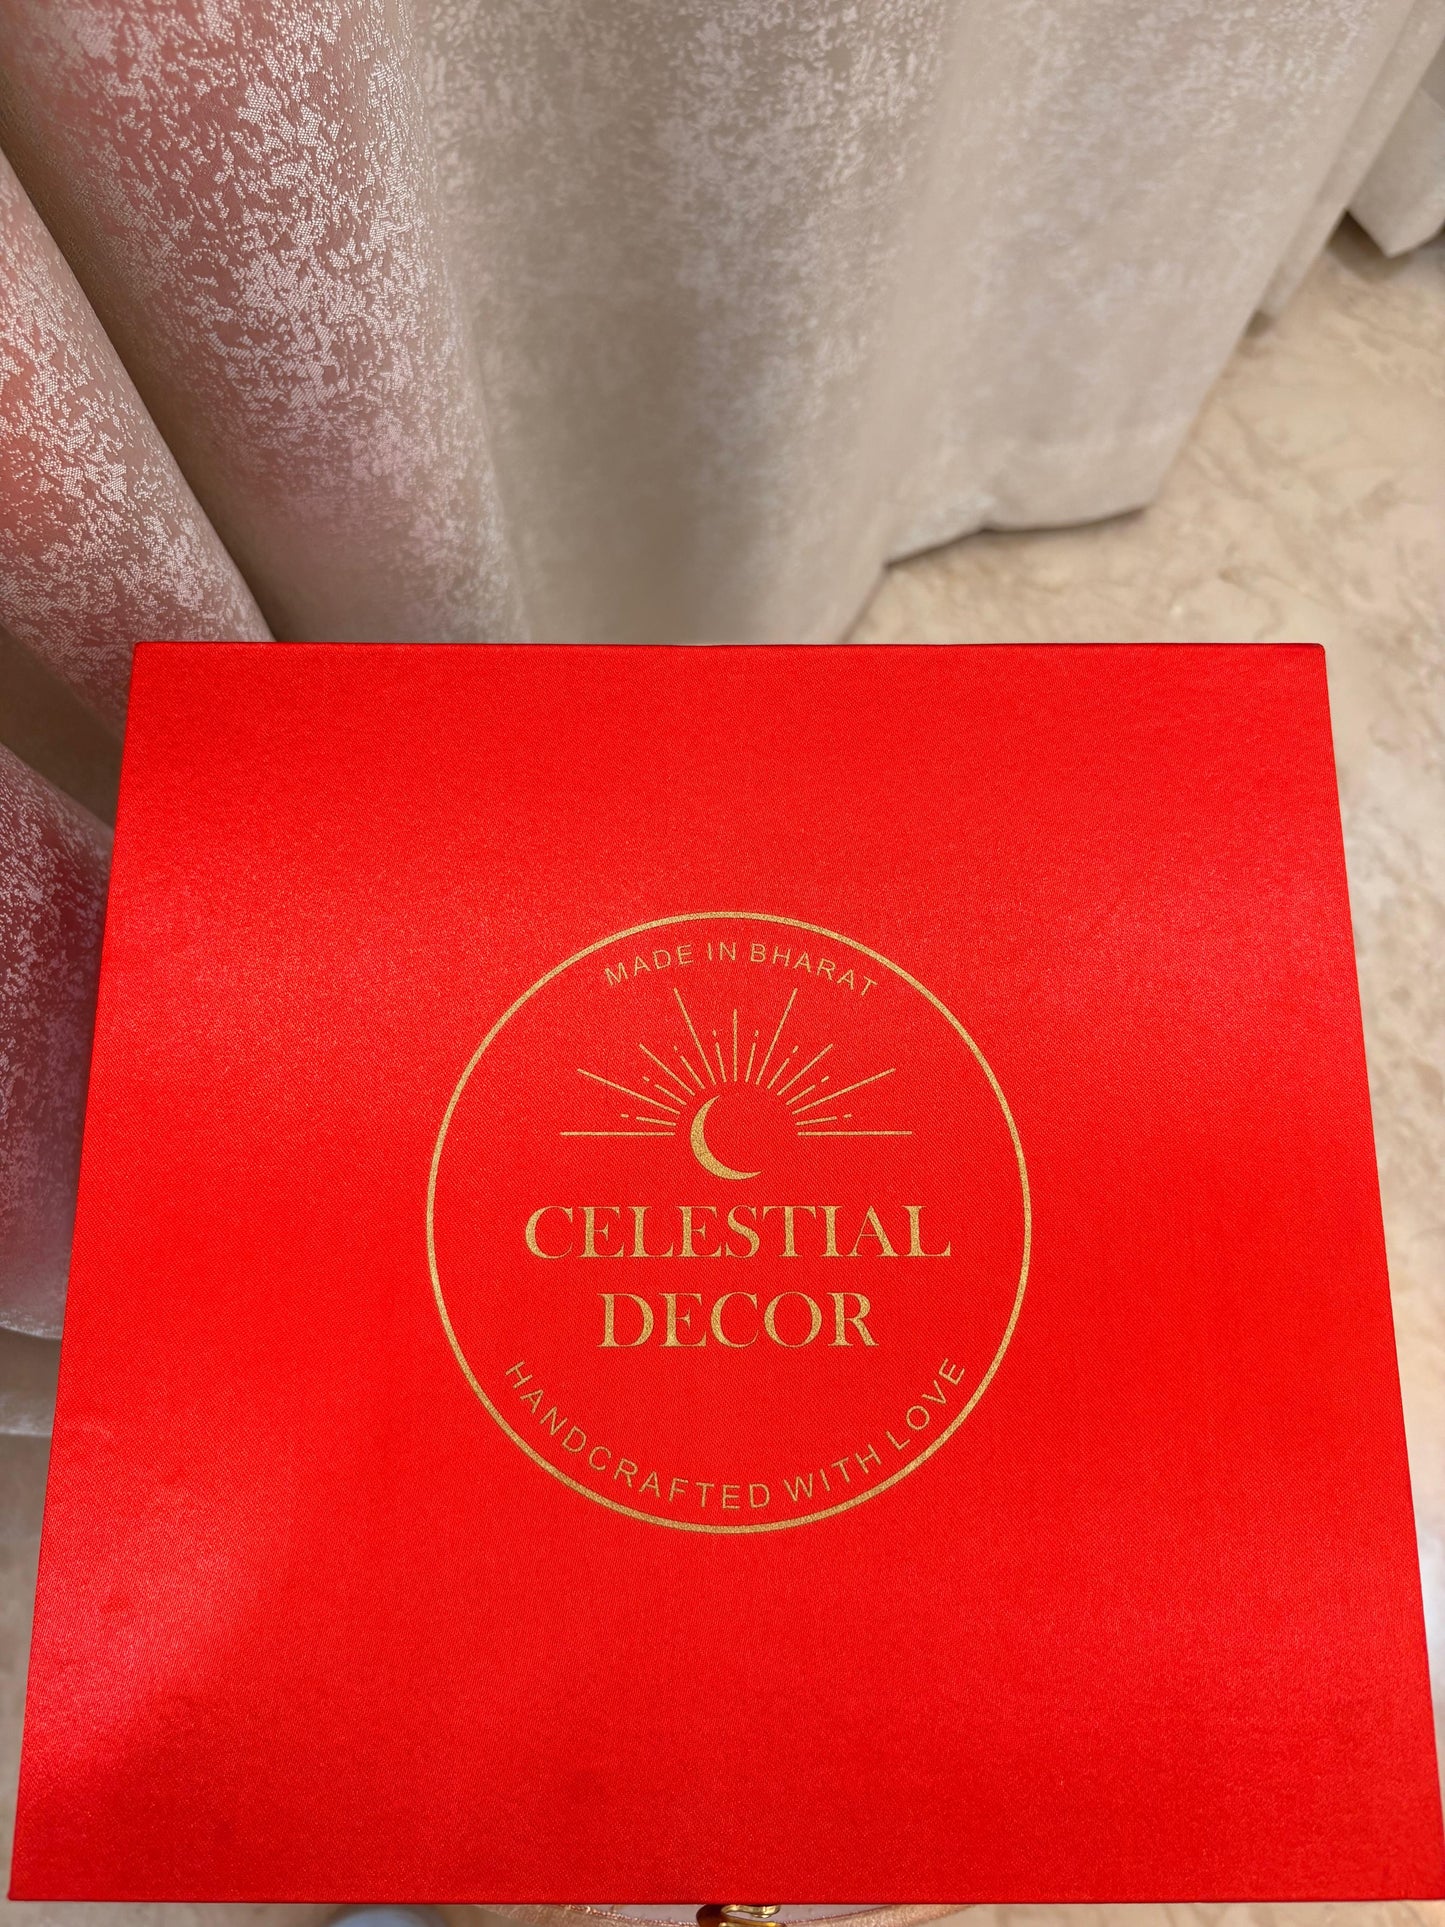 MADE IN BHARAT
CELESTIAL
DECOR
HANDCRAFTED WITH LOVE